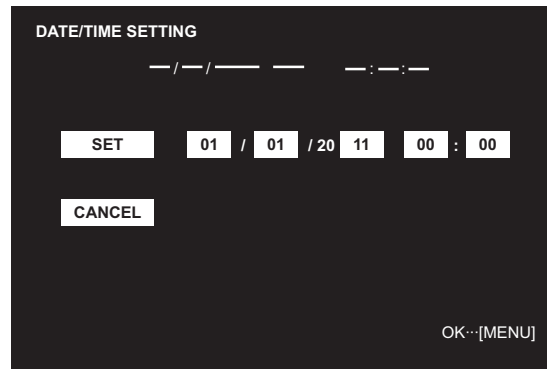 DATE/TIME SETTING
—/—/—— —— —:—:—
SET 01 / 01 / 20 11 00 : 00
CANCEL
OK···[MENU]